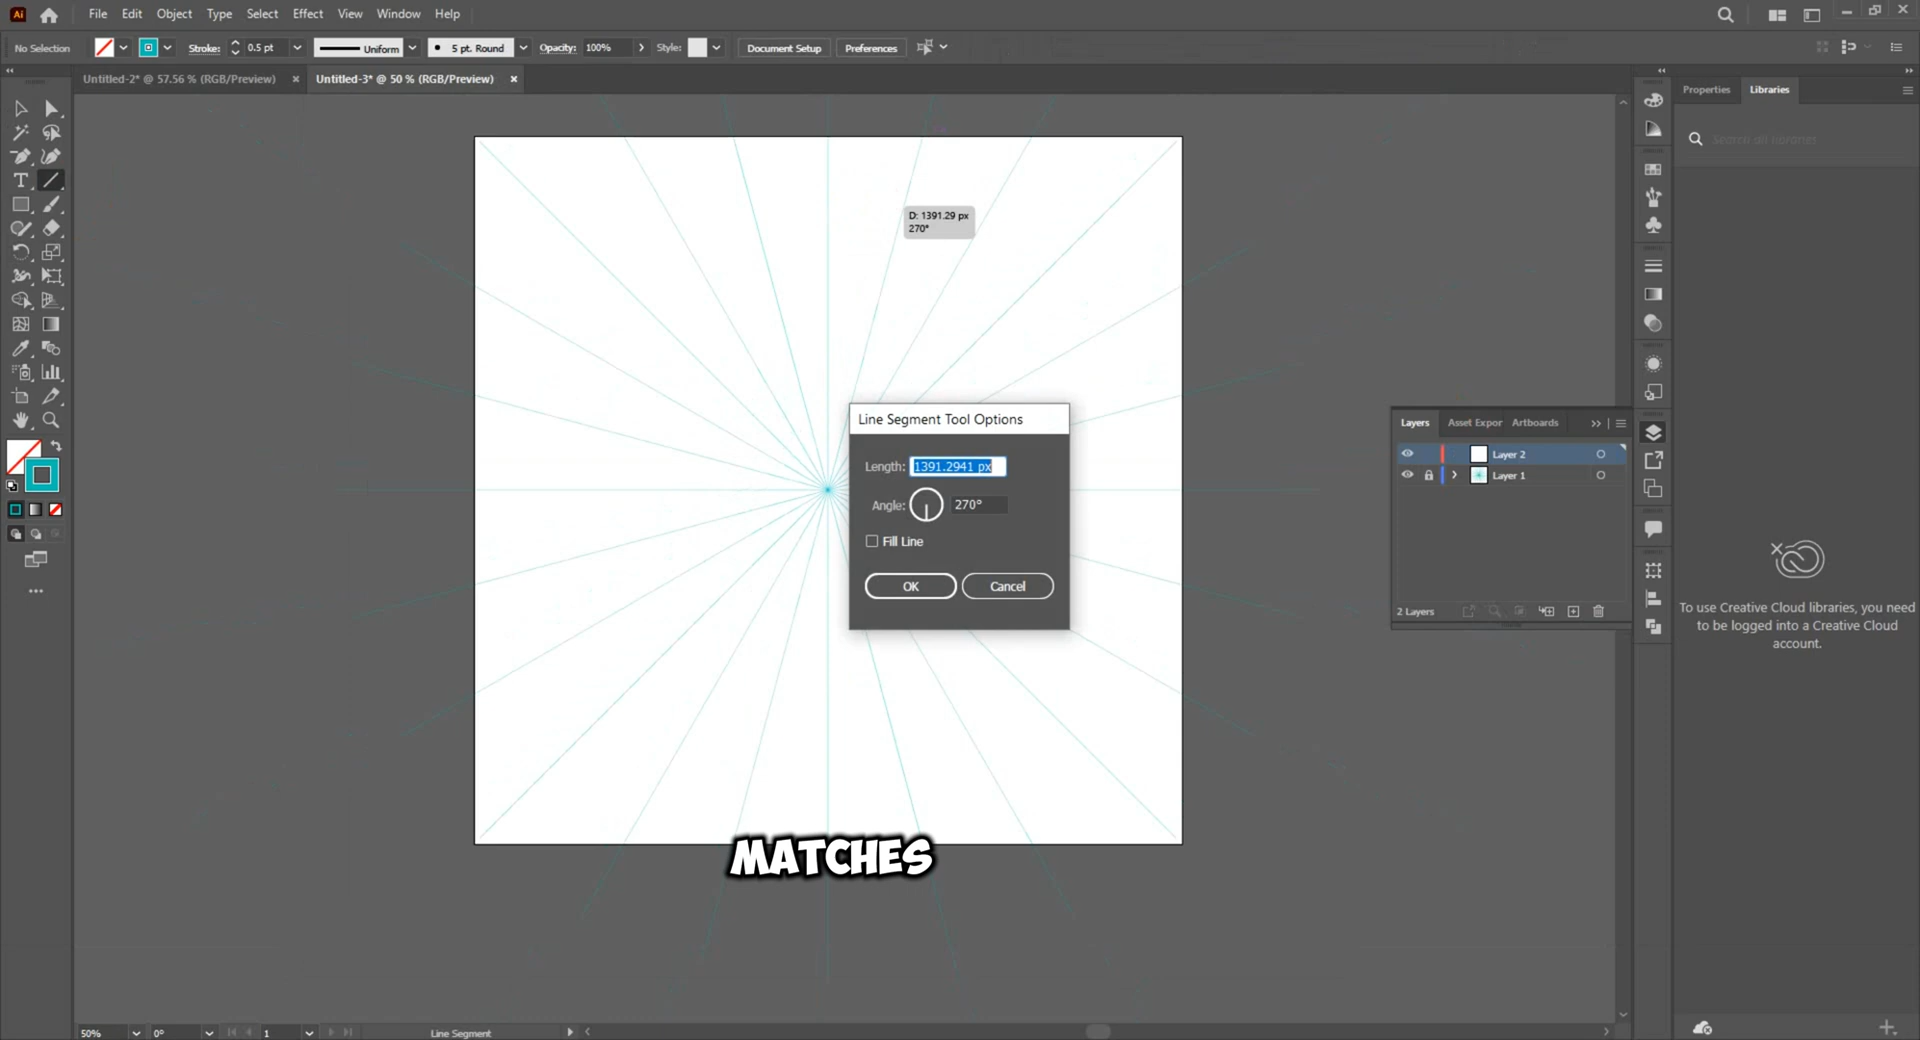 Ai File Edit Object Type Select Effect View Window Help
No Selection Stroke: 0.5 pt Uniform 5 pt. Round Opacity: 100% Style: Document Setup Preferences
Untitled-2* @ 57.56 % (RGB/Preview) × Untitled-3* @ 50 % (RGB/Preview) ×
Properties Libraries
Search all libraries
D: 1391.29 px
270°
Line Segment Tool Options
Length: 1391.2941 px
Angle: 270°
Fill Line
OK Cancel
Layers Asset Expor Artboards
Layer 2
Layer 1
2 Layers
To use Creative Cloud libraries, you need
to be logged into a Creative Cloud
account.
MATCHES
50% 0° 1 Line Segment